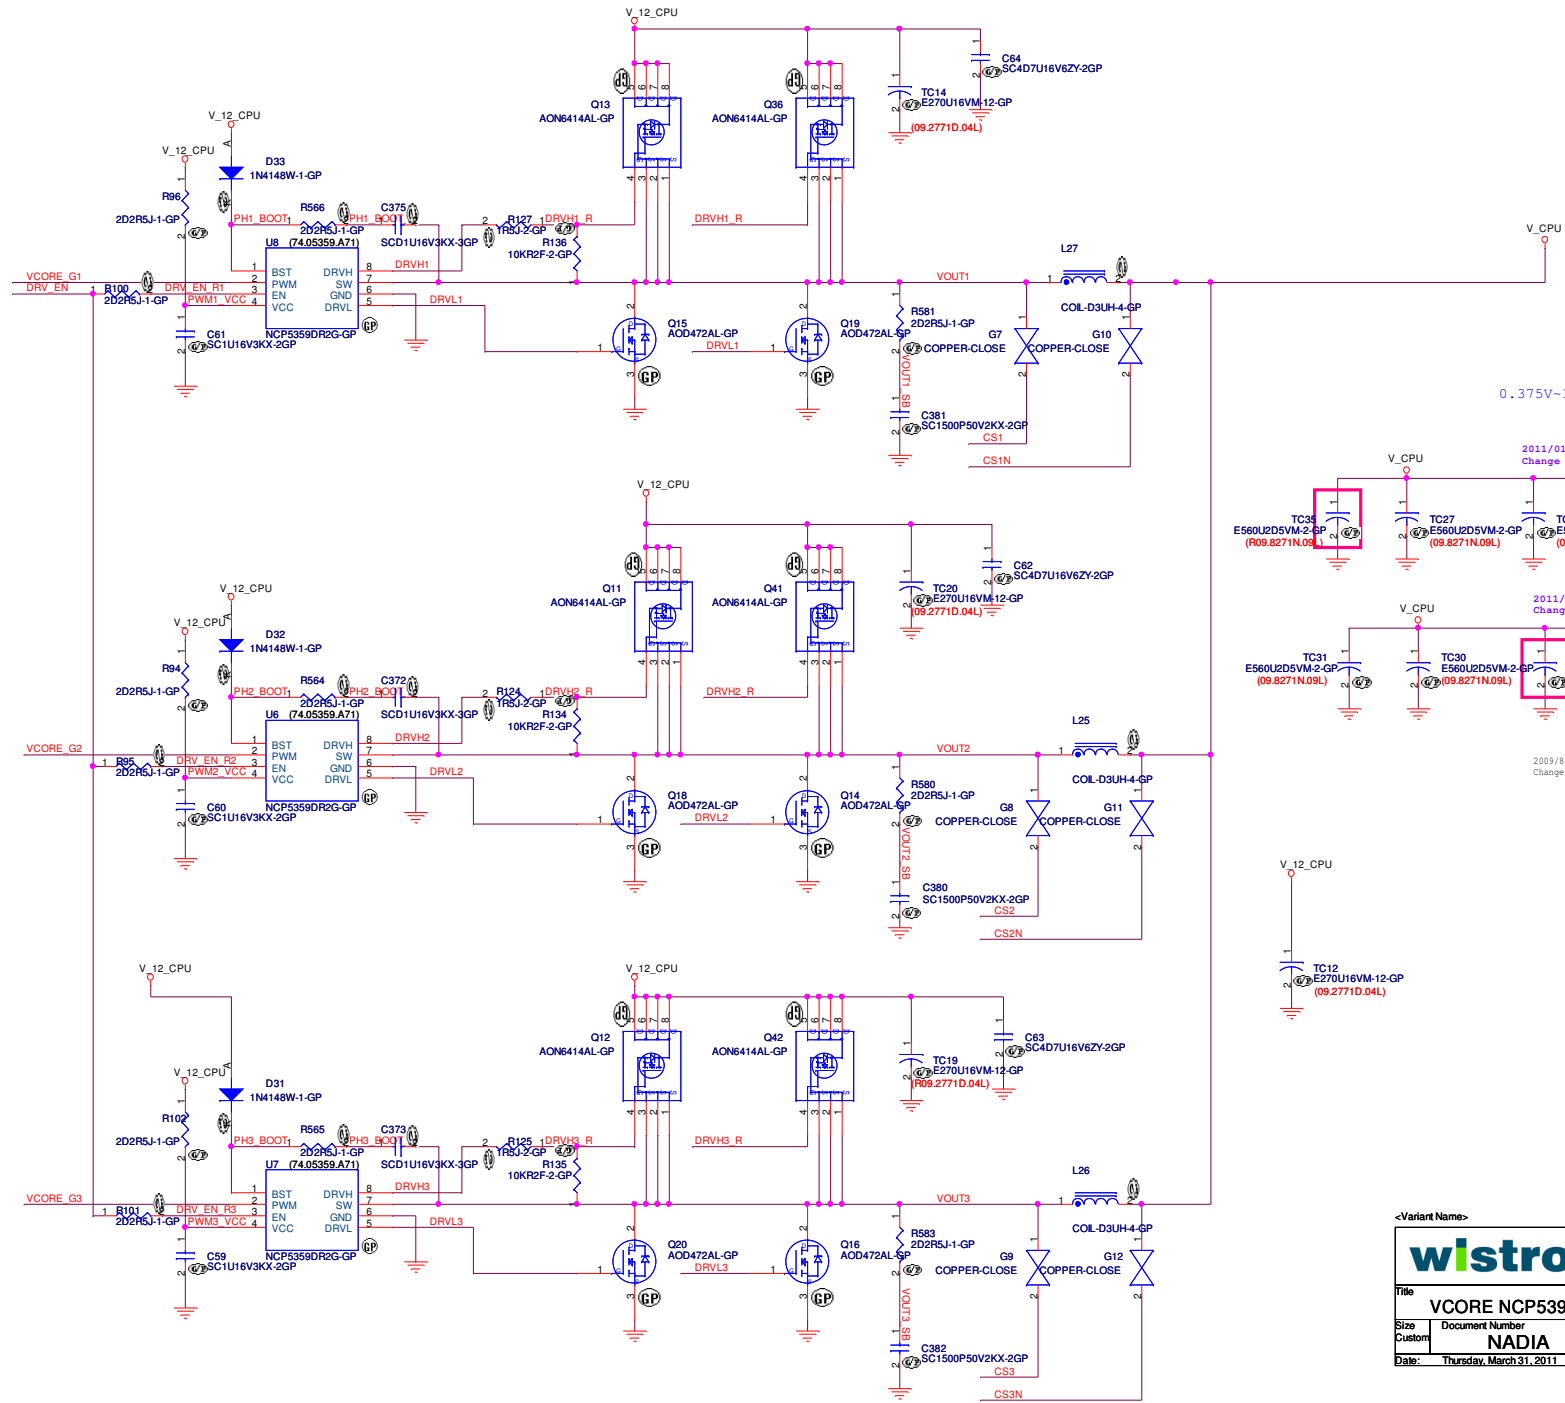 V_12_CPU
C64
SC4D7U16V6ZY-2GP
Q13
AON6414AL-GP
Q36
AON6414AL-GP
TC14
E270U16VM-12-GP
(09.2771D.04L)
V_12_CPU
V_12_CPU
D33
1N4148W-1-GP
R96
2D2R5J-1-GP
PH1_BOOT
R566
2D2R5J-1-GP
PH1_BOOT
C375
SCD1U16V3KX-3GP
R127
1R5J-2-GP
DRVH1_R
DRVH1_R
R136
10KR2F-2-GP
V_CPU
U8
(74.05359.A71)
BST
PWM
EN
VCC
DRVH
SW
GND
DRVL
NCP5359DR2G-GP
DRVH1
DRVL1
VCORE_G1
DRV_EN
R100
2D2R5J-1-GP
DRV_EN_R1
PWM1_VCC
C61
SC1U16V3KX-2GP
VOUT1
L27
COIL-D3UH-4-GP
Q15
AOD472AL-GP
DRVL1
Q19
AOD472AL-GP
R581
2D2R5J-1-GP
VOUT1_SB
C381
SC1500P50V2KX-2GP
G7
COPPER-CLOSE
G10
COPPER-CLOSE
CS1
CS1N
0.375V~
2011/01
Change
V_CPU
TC35
E560U2D5VM-2-GP
(R09.8271N.09L)
TC27
E560U2D5VM-2-GP
(09.8271N.09L)
V_12_CPU
C62
SC4D7U16V6ZY-2GP
Q11
AON6414AL-GP
Q41
AON6414AL-GP
TC20
E270U16VM-12-GP
(09.2771D.04L)
V_12_CPU
V_12_CPU
D32
1N4148W-1-GP
R94
2D2R5J-1-GP
PH2_BOOT
R564
2D2R5J-1-GP
PH2_BOOT
C372
SCD1U16V3KX-3GP
R124
1R5J-2-GP
DRVH2_R
DRVH2_R
R134
10KR2F-2-GP
2011/
Chang
V_CPU
TC31
E560U2D5VM-2-GP
(09.8271N.09L)
TC30
E560U2D5VM-2-GP
(09.8271N.09L)
U6
(74.05359.A71)
BST
PWM
EN
VCC
DRVH
SW
GND
DRVL
NCP5359DR2G-GP
DRVH2
DRVL2
VCORE_G2
R95
2D2R5J-1-GP
DRV_EN_R2
PWM2_VCC
C60
SC1U16V3KX-2GP
VOUT2
L25
COIL-D3UH-4-GP
Q18
AOD472AL-GP
DRVL2
Q14
AOD472AL-GP
R580
2D2R5J-1-GP
VOUT2_SB
C380
SC1500P50V2KX-2GP
G8
COPPER-CLOSE
G11
COPPER-CLOSE
CS2
CS2N
2009/8
Change
V_12_CPU
TC12
E270U16VM-12-GP
(09.2771D.04L)
V_12_CPU
V_12_CPU
C63
SC4D7U16V6ZY-2GP
Q12
AON6414AL-GP
Q42
AON6414AL-GP
TC19
E270U16VM-12-GP
(R09.2771D.04L)
V_12_CPU
D31
1N4148W-1-GP
R102
2D2R5J-1-GP
PH3_BOOT
R565
2D2R5J-1-GP
PH3_BOOT
C373
SCD1U16V3KX-3GP
R125
1R5J-2-GP
DRVH3_R
DRVH3_R
R135
10KR2F-2-GP
U7
(74.05359.A71)
BST
PWM
EN
VCC
DRVH
SW
GND
DRVL
NCP5359DR2G-GP
DRVH3
DRVL3
VCORE_G3
R101
2D2R5J-1-GP
DRV_EN_R3
PWM3_VCC
C59
SC1U16V3KX-2GP
VOUT3
L26
COIL-D3UH-4-GP
Q20
AOD472AL-GP
DRVL3
Q16
AOD472AL-GP
R583
2D2R5J-1-GP
VOUT3_SB
C382
SC1500P50V2KX-2GP
G9
COPPER-CLOSE
G12
COPPER-CLOSE
CS3
CS3N
<Variant Name>
wistro
Title
VCORE NCP539
Size
Custom
Document Number
NADIA
Date: Thursday, March 31, 2011